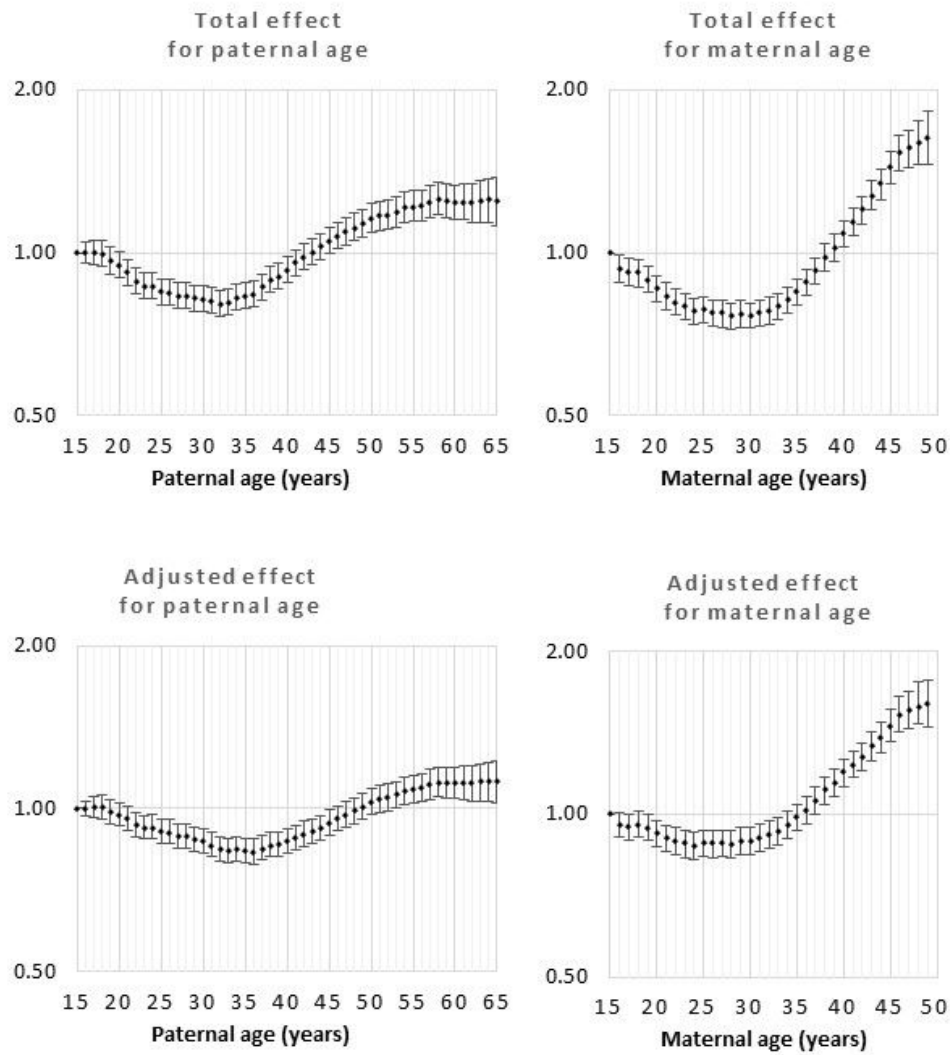 Total effect
for paternal age
2.00
1.00
0.50
15 20 25 30 35 40 45 50 55 60 65
Paternal age (years)
Total effect
for maternal age
2.00
1.00
0.50
15 20 25 30 35 40 45 50
Maternal age (years)
Adjusted effect
for paternal age
2.00
1.00
0.50
15 20 25 30 35 40 45 50 55 60 65
Paternal age (years)
Adjusted effect
for maternal age
2.00
1.00
0.50
15 20 25 30 35 40 45 50
Maternal age (years)